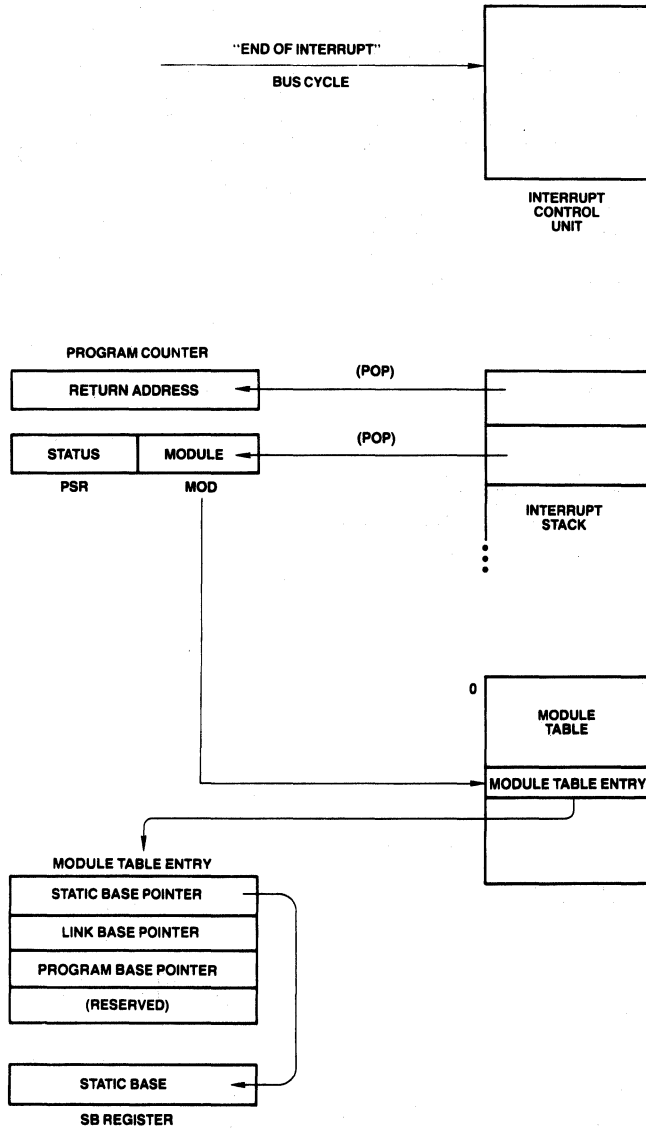 "END OF INTERRUPT"
BUS CYCLE
INTERRUPT
CONTROL
UNIT
PROGRAM COUNTER
RETURN ADDRESS
(POP)
STATUS
MODULE
(POP)
PSR
MOD
INTERRUPT
STACK
0
MODULE
TABLE
MODULE TABLE ENTRY
MODULE TABLE ENTRY
STATIC BASE POINTER
LINK BASE POINTER
PROGRAM BASE POINTER
(RESERVED)
STATIC BASE
SB REGISTER